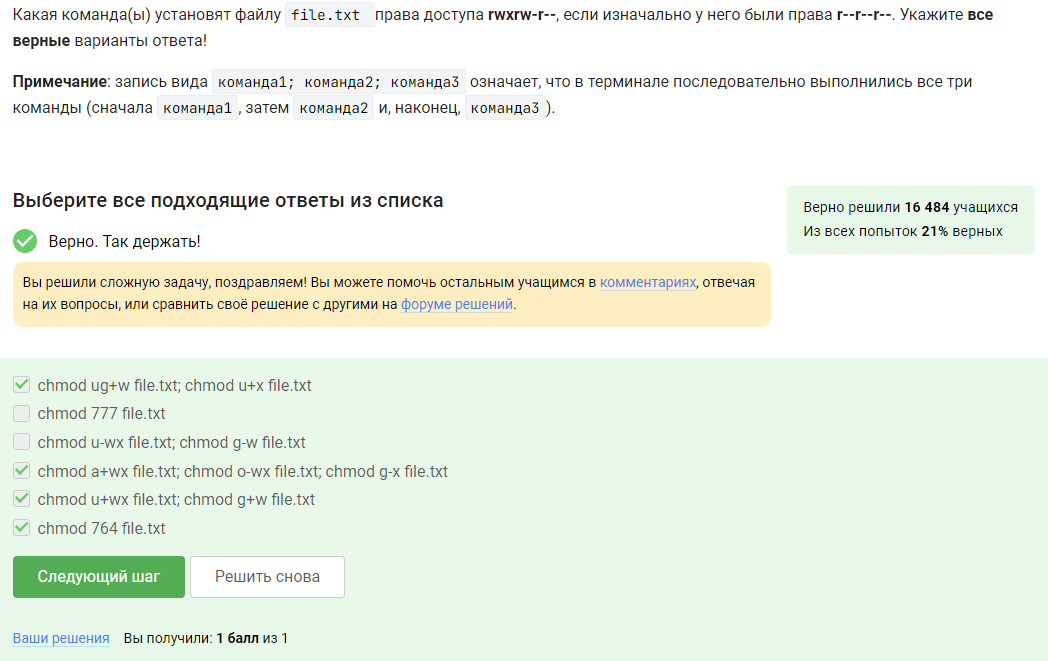 Какая команда(ы) установят файлу file.txt права доступа rwxrw-r--, если изначально у него были права r--r--r--. Укажите все
верные варианты ответа!
Примечание: запись вида команда1; команда2; команда3 означает, что в терминале последовательно выполнились все три
команды (сначала команда1, затем команда2 и, наконец, команда3).
Выберите все подходящие ответы из списка
Верно решили 16 484 учащихся
Из всех попыток 21% верных
Верно. Так держать!
Вы решили сложную задачу, поздравляем! Вы можете помочь остальным учащимся в комментариях, отвечая
на их вопросы, или сравнить своё решение с другими на форуме решений.
chmod ug+w file.txt; chmod u+x file.txt
chmod 777 file.txt
chmod u-wx file.txt; chmod g-w file.txt
chmod a+wx file.txt; chmod o-wx file.txt; chmod g-x file.txt
chmod u+wx file.txt; chmod g+w file.txt
chmod 764 file.txt
Следующий шаг Решить снова
Ваши решения Вы получили: 1 балл из 1